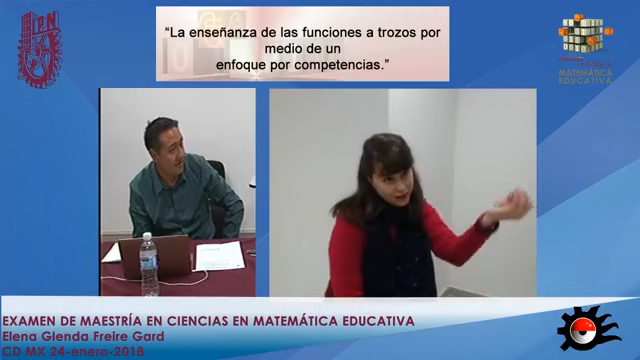 “La enseñanza de las funciones a trozos por
medio de un
enfoque por competencias.”
IPN
MATEMÁTICA
EDUCATIVA
EXAMEN DE MAESTRÍA EN CIENCIAS EN MATEMÁTICA EDUCATIVA
Elena Glenda Freire Gard
CD MX 24-enero-2018